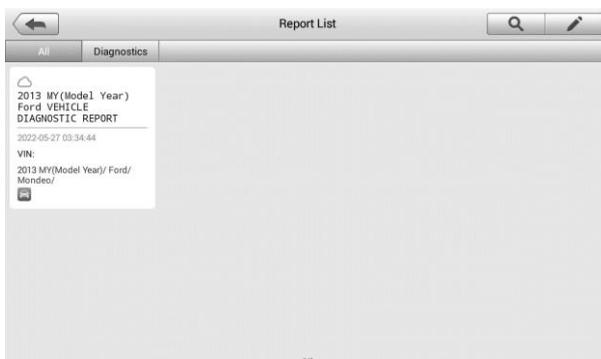 Report List
All
Diagnostics
2013 MY(Model Year)
Ford VEHICLE
DIAGNOSTIC REPORT
2022-05-27 03:34:44
VIN:
2013 MY(Model Year)/ Ford/
Mondeo/